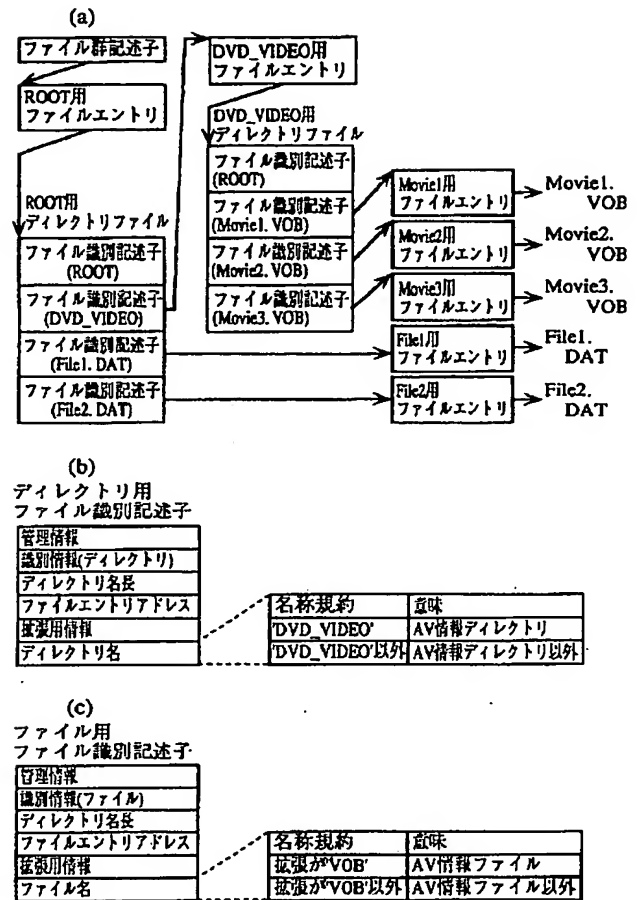 (a)
ファイル群記述子
ROOT用
ファイルエントリ
ROOT用
ディレクトリファイル
ファイル識別記述子
(ROOT)
ファイル識別記述子
(DVD_VIDEO)
ファイル識別記述子
(File1. DAT)
ファイル識別記述子
(File2. DAT)
DVD_VIDEO用
ファイルエントリ
DVD_VIDEO用
ディレクトリファイル
ファイル識別記述子
(ROOT)
ファイル識別記述子
(Movie1. VOB)
ファイル識別記述子
(Movie2. VOB)
ファイル識別記述子
(Movie3. VOB)
Movie1用
ファイルエントリ
Movie1.
VOB
Movie2用
ファイルエントリ
Movie2.
VOB
Movie3用
ファイルエントリ
Movie3.
VOB
File1用
ファイルエントリ
File1.
DAT
File2用
ファイルエントリ
File2.
DAT
(b)
ディレクトリ用
ファイル識別記述子
管理情報
識別情報(ディレクトリ)
ディレクトリ名長
ファイルエントリアドレス
拡張用情報
ディレクトリ名
名称規約 意味
'DVD_VIDEO' AV情報ディレクトリ
'DVD_VIDEO'以外 AV情報ディレクトリ以外
(c)
ファイル用
ファイル識別記述子
管理情報
識別情報(ファイル)
ディレクトリ名長
ファイルエントリアドレス
拡張用情報
ファイル名
名称規約 意味
拡張が'VOB' AV情報ファイル
拡張が'VOB'以外 AV情報ファイル以外